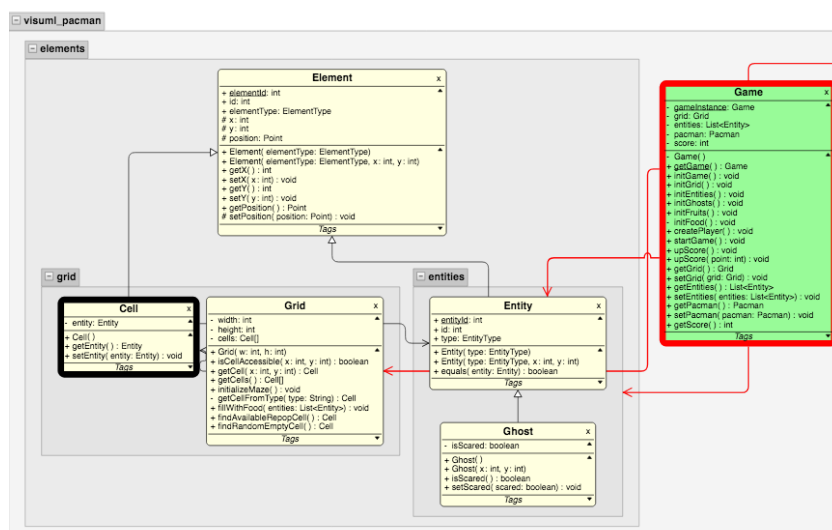 visuml_pacman
elements
Element x
+ elementId: int
+ id: int
+ elementType: ElementType
# x: int
# y: int
# position: Point
+ Element( elementType: ElementType)
+ Element( elementType: ElementType, x: int, y: int)
+ getX( ) : int
+ setX( x: int) : void
+ getY( ) : int
+ setY( y: int) : void
+ getPosition( ) : Point
# setPosition( position: Point) : void
Tags
Game x
- gameInstance: Game
- grid: Grid
- entities: List<Entity>
- pacman: Pacman
- score: int
- Game( )
+ getGame( ) : Game
+ initGame( ) : void
+ initGrid( ) : void
+ initEntities( ) : void
+ initGhosts( ) : void
+ initFruits( ) : void
- initFood( ) : void
+ createPlayer( ) : void
+ startGame( ) : void
+ upScore( ) : void
+ upScore( point: int) : void
+ getGrid( ) : Grid
+ setGrid( grid: Grid) : void
+ getEntities( ) : List<Entity>
+ setEntities( entities: List<Entity>) : void
+ getPacman( ) : Pacman
+ setPacman( pacman: Pacman) : void
+ getScore( ) : int
Tags
grid
Cell x
- entity: Entity
+ Cell( )
+ getEntity( ) : Entity
+ setEntity( entity: Entity) : void
Tags
Grid x
- width: int
- height: int
- cells: Cell[]
+ Grid( w: int, h: int)
+ isCellAccessible( x: int, y: int) : boolean
+ getCell( x: int, y: int) : Cell
+ getCells( ) : Cell[]
+ initializeMaze( ) : void
- getCellFromType( type: String) : Cell
+ fillWithFood( entities: List<Entity>) : void
+ findAvailableRepopCell( ) : Cell
+ findRandomEmptyCell( ) : Cell
Tags
entities
Entity x
+ entityId: int
+ id: int
+ type: EntityType
+ Entity( type: EntityType)
+ Entity( type: EntityType, x: int, y: int)
+ equals( entity: Entity) : boolean
Tags
Ghost x
- isScared: boolean
+ Ghost( )
+ Ghost( x: int, y: int)
+ isScared( ) : boolean
+ setScared( scared: boolean) : void
Tags